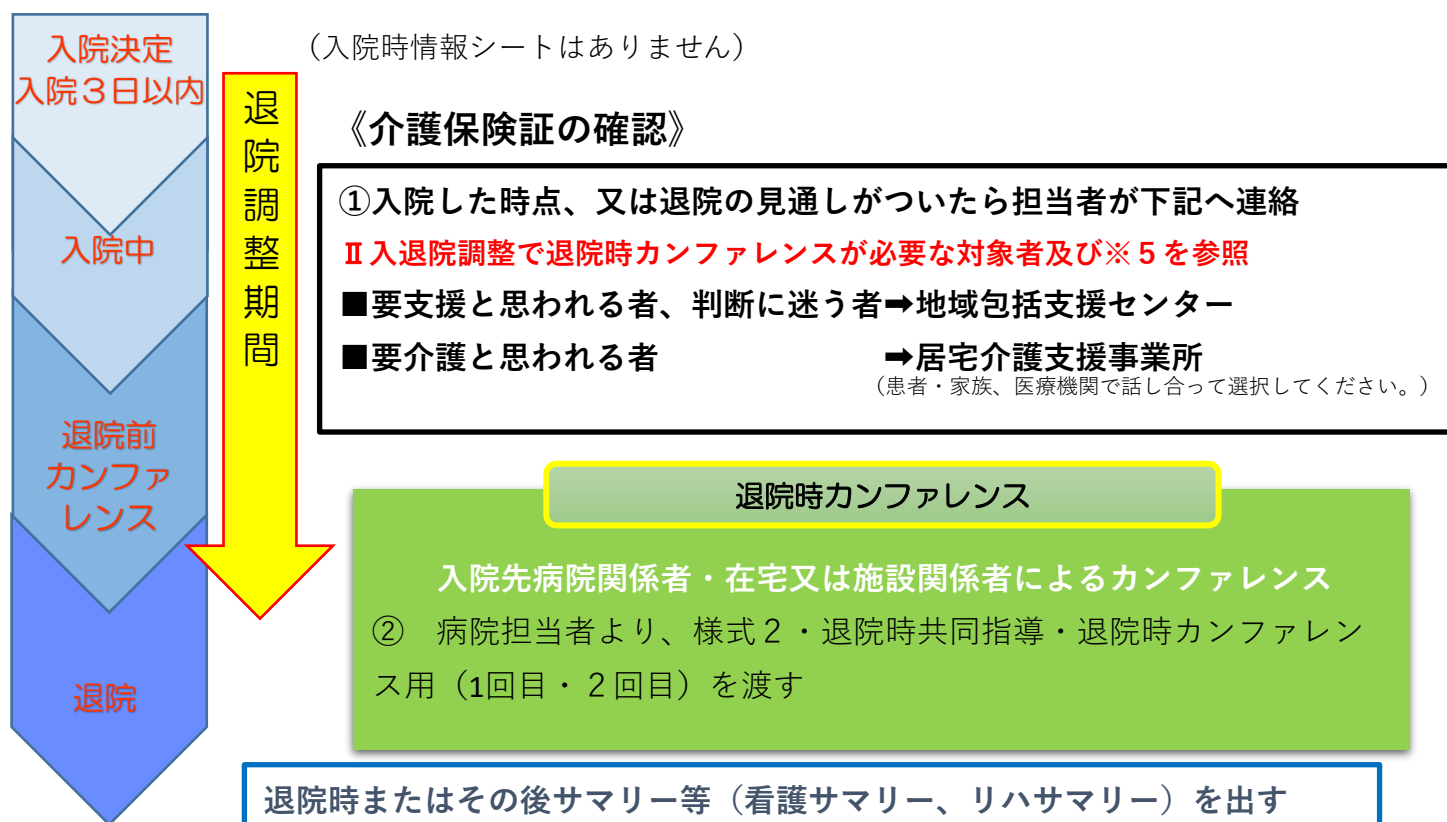 入院決定
入院３日以内
入院中
退院前
カンファ
レンス
退院
退院調整期間
（入院時情報シートはありません）
《介護保険証の確認》
①入院した時点、又は退院の見通しがついたら担当者が下記へ連絡
Ⅱ入退院調整で退院時カンファレンスが必要な対象者及び※５を参照
■要支援と思われる者、判断に迷う者➡地域包括支援センター
■要介護と思われる者　　　　　　　➡居宅介護支援事業所
（患者・家族、医療機関で話し合って選択してください。）
退院時カンファレンス
入院先病院関係者・在宅又は施設関係者によるカンファレンス
②　病院担当者より、様式２・退院時共同指導・退院時カンファレン
ス用（1回目・２回目）を渡す
退院時またはその後サマリー等（看護サマリー、リハサマリー）を出す